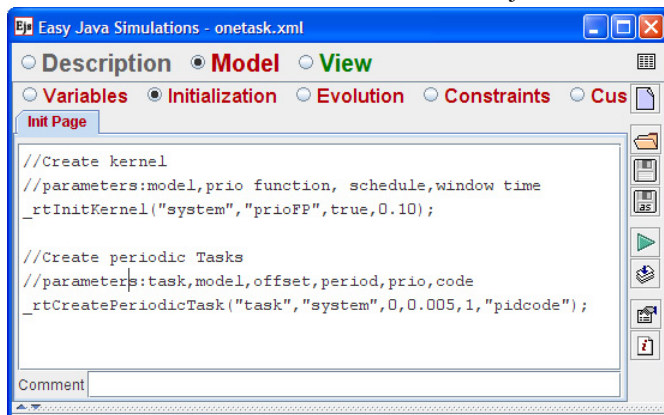 Ejs Easy Java Simulations - onetask.xml
Description Model View
Variables Initialization Evolution Constraints Cus
Init Page
//Create kernel
//parameters:model,prio function, schedule,window time
_rtInitKernel("system","prioFP",true,0.10);
//Create periodic Tasks
//parameters:task,model,offset,period,prio,code
_rtCreatePeriodicTask("task","system",0,0.005,1,"pidcode");
as
i
Comment